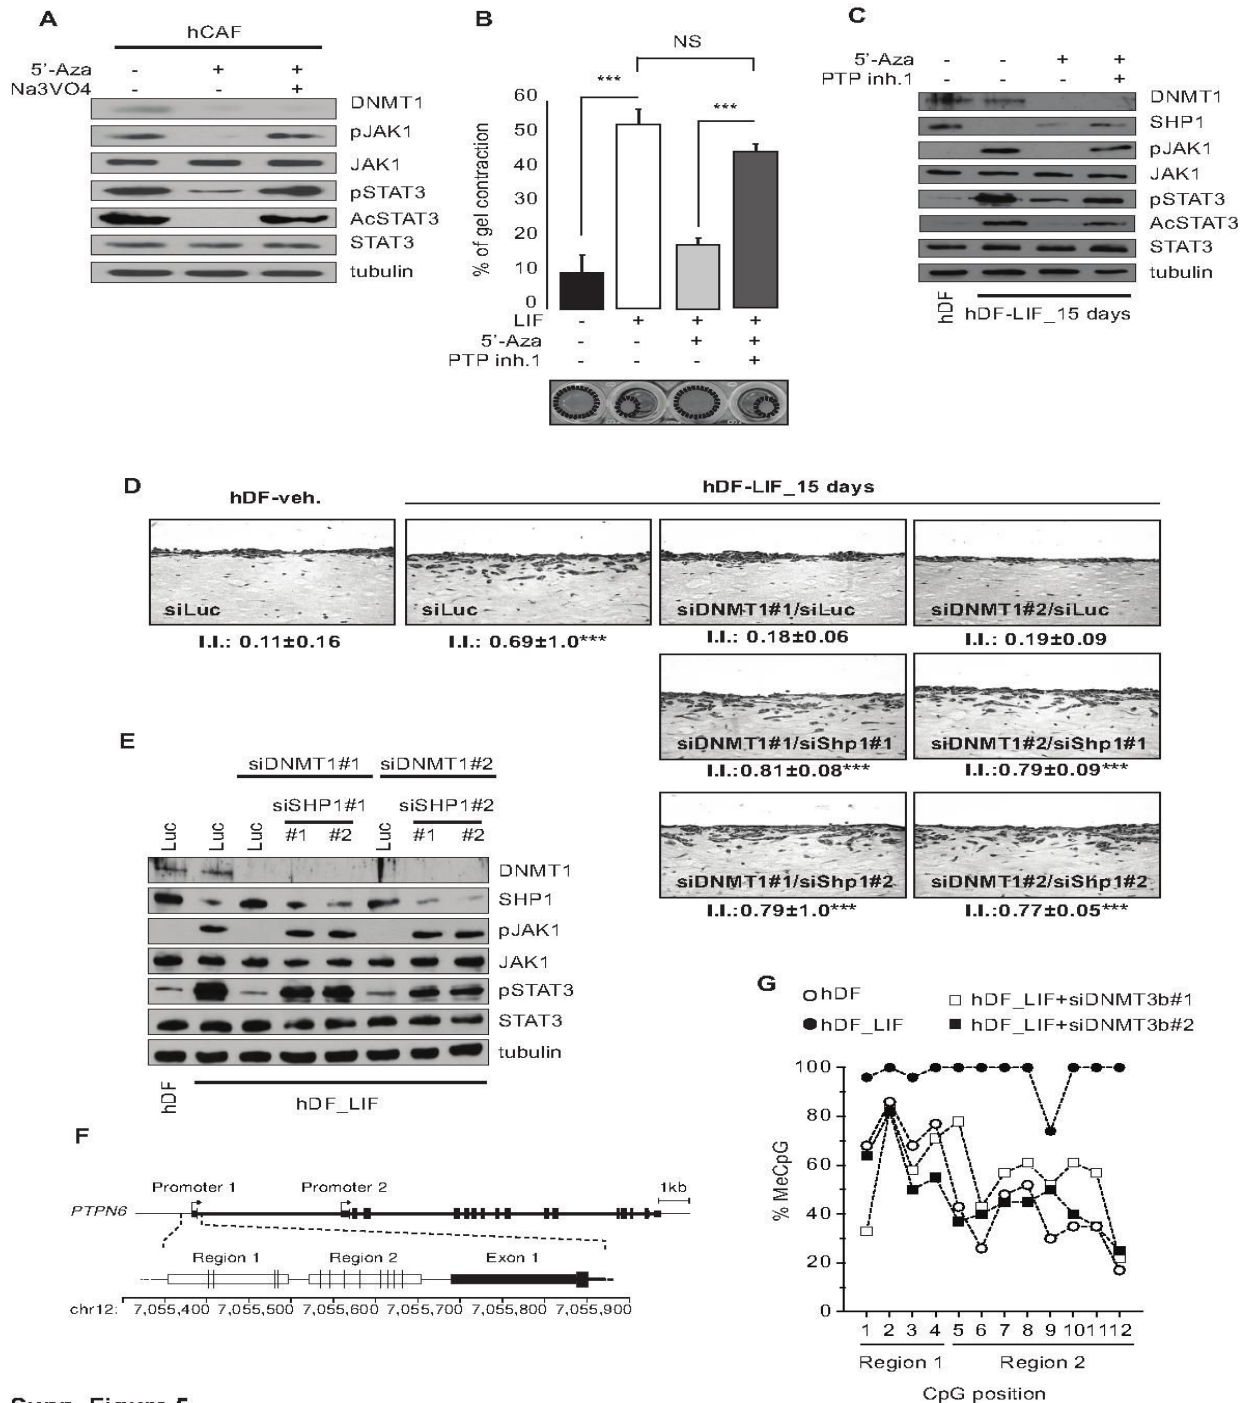 A
hCAF
5'-Aza - + +
Na3VO4 - - +
DNMT1
pJAK1
JAK1
pSTAT3
AcSTAT3
STAT3
tubulin
B
NS
***
***
% of gel contraction
60
50
40
30
20
10
0
LIF - + + +
5'-Aza - - + +
PTP inh.1 - - - +
C
5'-Aza - - + +
PTP inh.1 - - - +
DNMT1
SHP1
pJAK1
JAK1
pSTAT3
AcSTAT3
STAT3
tubulin
hDF
hDF-LIF_15 days
D
hDF-veh.
hDF-LIF_15 days
siLuc
siLuc
siDNMT1#1/siLuc
siDNMT1#2/siLuc
I.I.: 0.11±0.16
I.I.: 0.69±1.0***
I.I.: 0.18±0.06
I.I.: 0.19±0.09
siDNMT1#1/siShp1#1
siDNMT1#2/siShp1#1
I.I.:0.81±0.08***
I.I.:0.79±0.09***
siDNMT1#1/siShp1#2
siDNMT1#2/siShp1#2
I.I.:0.79±1.0***
I.I.:0.77±0.05***
E
siDNMT1#1 siDNMT1#2
siSHP1#1 siSHP1#2
Luc Luc Luc #1 #2 Luc #1 #2
DNMT1
SHP1
pJAK1
JAK1
pSTAT3
STAT3
tubulin
hDF
hDF_LIF
F
Promoter 1 Promoter 2 1kb
PTPN6
Region 1 Region 2 Exon 1
chr12: 7,055,400 7,055,500 7,055,600 7,055,700 7,055,800 7,055,900
G
hDF
hDF_LIF+siDNMT3b#1
hDF_LIF
hDF_LIF+siDNMT3b#2
% MeCpG
100
80
60
40
20
0
1 2 3 4 5 6 7 8 9 10 11 12
Region 1 Region 2
CpG position